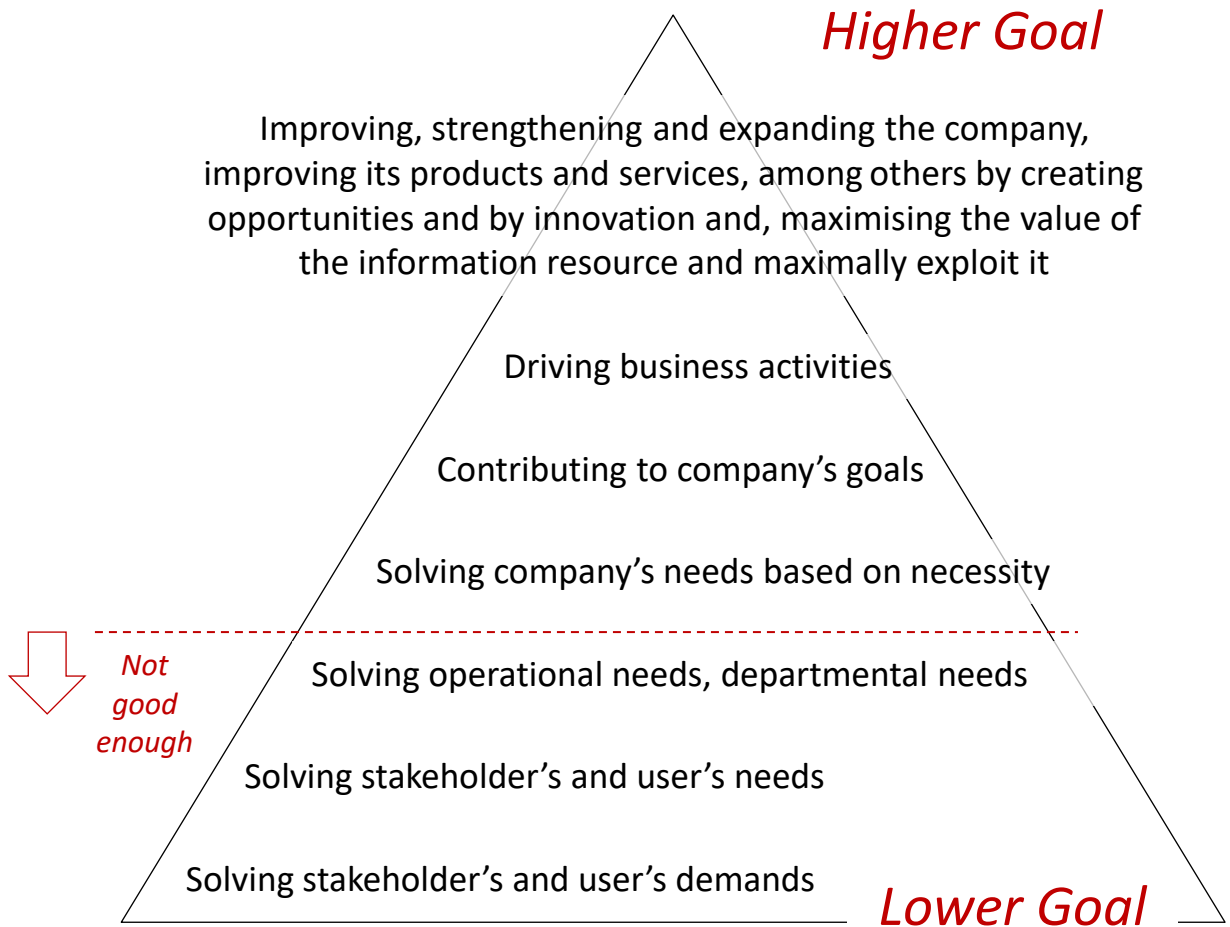 Higher Goal
Improving, strengthening and expanding the company,
improving its products and services, among others by creating
opportunities and by innovation and, maximising the value of
the information resource and maximally exploit it
Driving business activities
Contributing to company’s goals
Solving company’s needs based on necessity
Not
good
enough
Solving operational needs, departmental needs
Solving stakeholder’s and user’s needs
Solving stakeholder’s and user’s demands
Lower Goal